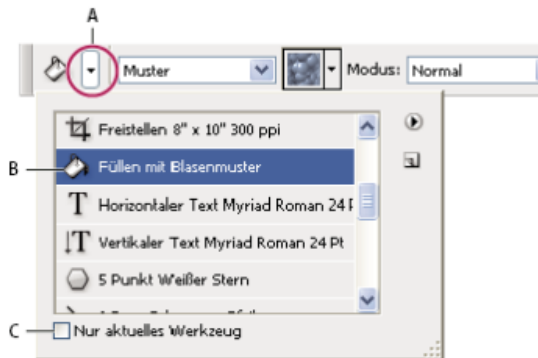 A
Muster Modus: Normal
Freistellen 8" x 10" 300 ppi
B Füllen mit Blasenmuster
T Horizontaler Text Myriad Roman 24 P
T Vertikaler Text Myriad Roman 24 Pt
5 Punkt Weißer Stern
C Nur aktuelles Werkzeug